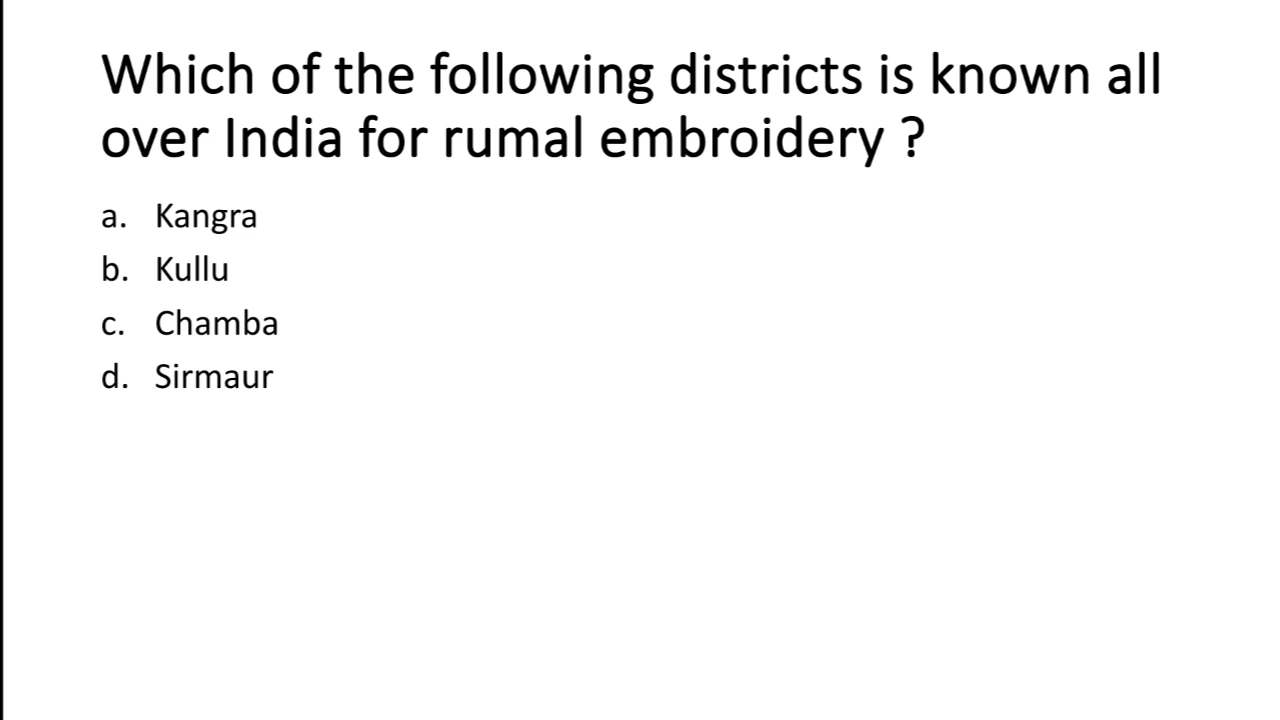 Which of the following districts is known all
over India for rumal embroidery ?
a. Kangra
b. Kullu
c. Chamba
d. Sirmaur